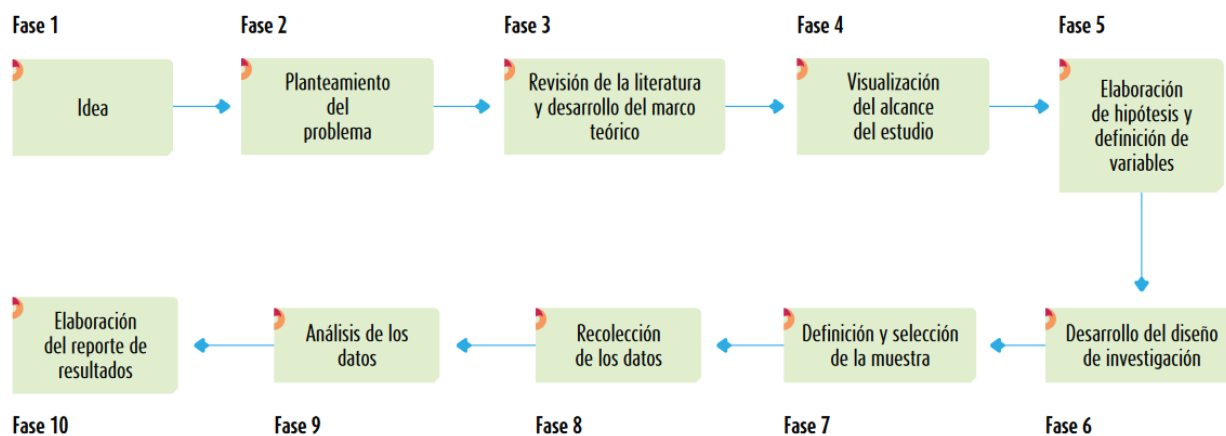 Fase 1
Idea
Fase 2
Planteamiento
del
problema
Fase 3
Revisión de la literatura
y desarrollo del marco
teórico
Fase 4
Visualización
del alcance
del estudio
Fase 5
Elaboración
de hipótesis y
definición de
variables
Desarrollo del diseño
de investigación
Fase 6
Definición y selección
de la muestra
Fase 7
Recolección
de los datos
Fase 8
Análisis de los
datos
Fase 9
Elaboración
del reporte de
resultados
Fase 10